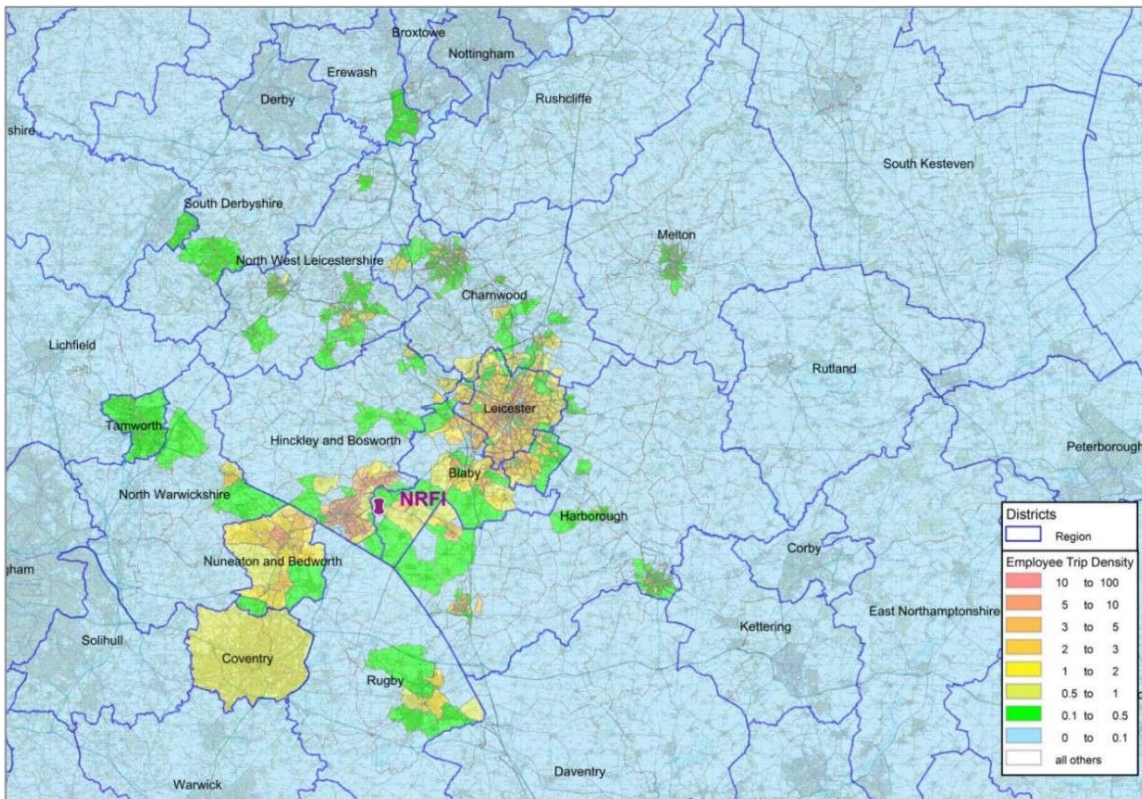 Broxtowe
Nottingham
Erewash
Derby
Rushcliffe
shire
South Kesteven
South Derbyshire
Melton
North West Leicestershire
Charnwood
Lichfield
Rutland
Leicester
Tamworth
Hinckley and Bosworth
Peterborough
Blaby
North Warwickshire
NRFI
Harborough
Corby
Nuneaton and Bedworth
gham
East Northamptonshire
Solihull
Kettering
Coventry
Rugby
Daventry
Warwick
Districts
Region
Employee Trip Density
10 to 100
5 to 10
3 to 5
2 to 3
1 to 2
0.5 to 1
0.1 to 0.5
0 to 0.1
all others